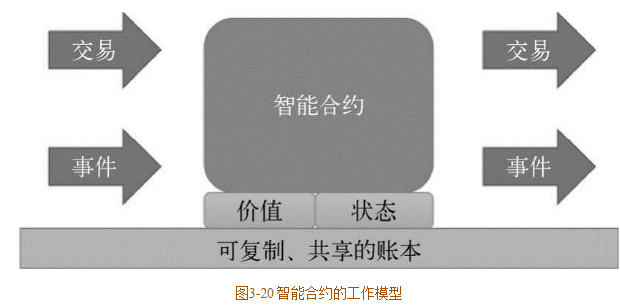 交易
智能合约
交易
事件
事件
价值
状态
可复制、共享的账本
图3-20 智能合约的工作模型